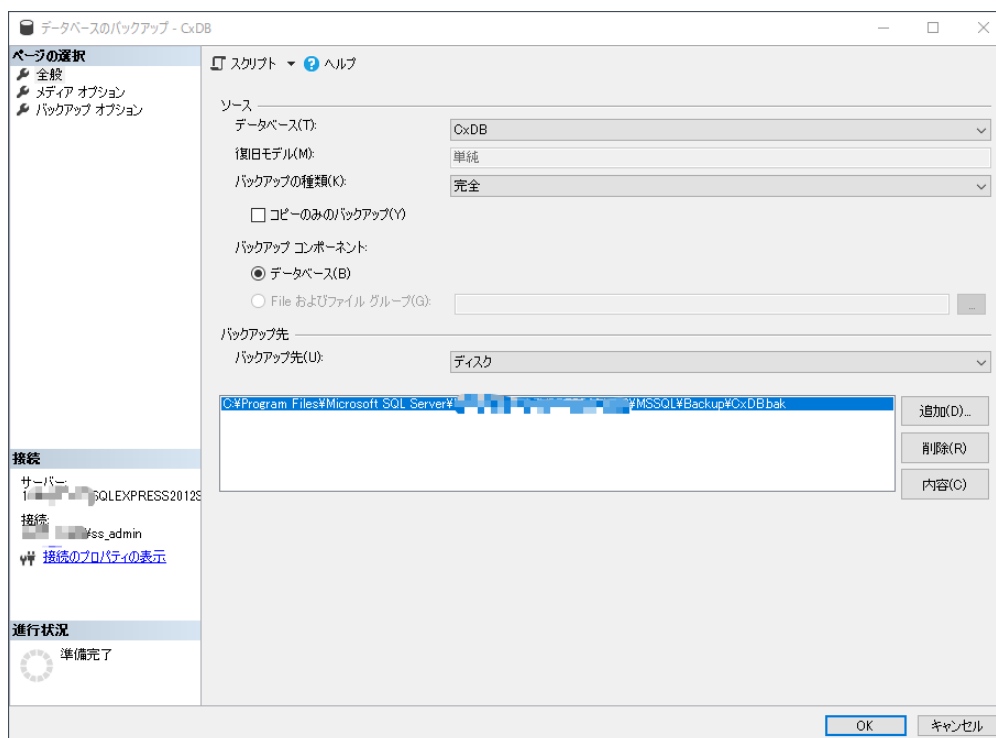 データベースのバックアップ - CxDB
ページの選択
全般
メディア オプション
バックアップ オプション
スクリプト
ヘルプ
ソース
データベース(T):
CxDB
復旧モデル(M):
単純
バックアップの種類(K):
完全
コピーのみのバックアップ(Y)
バックアップ コンポーネント:
データベース(B)
File およびファイル グループ(G):
...
バックアップ先
バックアップ先(U):
ディスク
C:¥Program Files¥Microsoft SQL Server¥ ¥MSSQL¥Backup¥CxDB.bak
追加(D)...
削除(R)
内容(C)
接続
サーバー:
SQLEXPRESS2012S
接続:
¥ss_admin
接続のプロパティの表示
進行状況
準備完了
OK
キャンセル